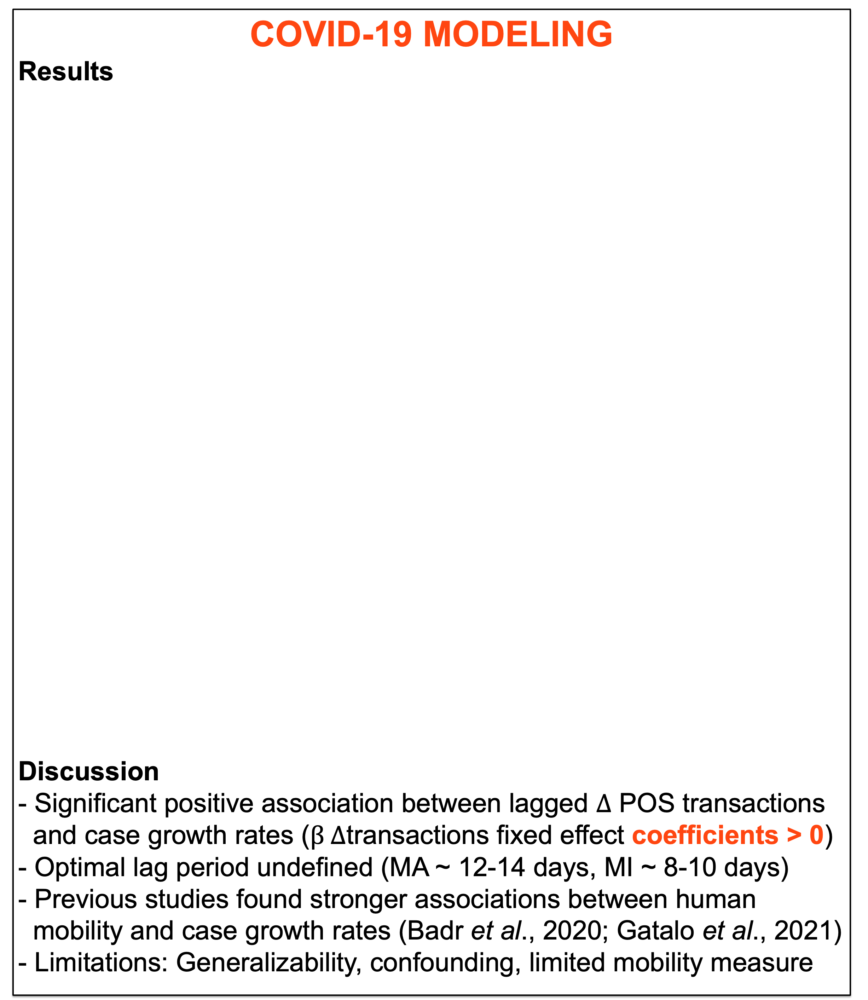 COVID-19 MODELING
Results
Discussion
- Significant positive association between lagged Δ POS transactions
and case growth rates (β Δtransactions fixed effect coefficients > 0)
- Optimal lag period undefined (MA ~ 12-14 days, MI ~ 8-10 days)
- Previous studies found stronger associations between human
mobility and case growth rates (Badr et al., 2020; Gatalo et al., 2021)
- Limitations: Generalizability, confounding, limited mobility measure